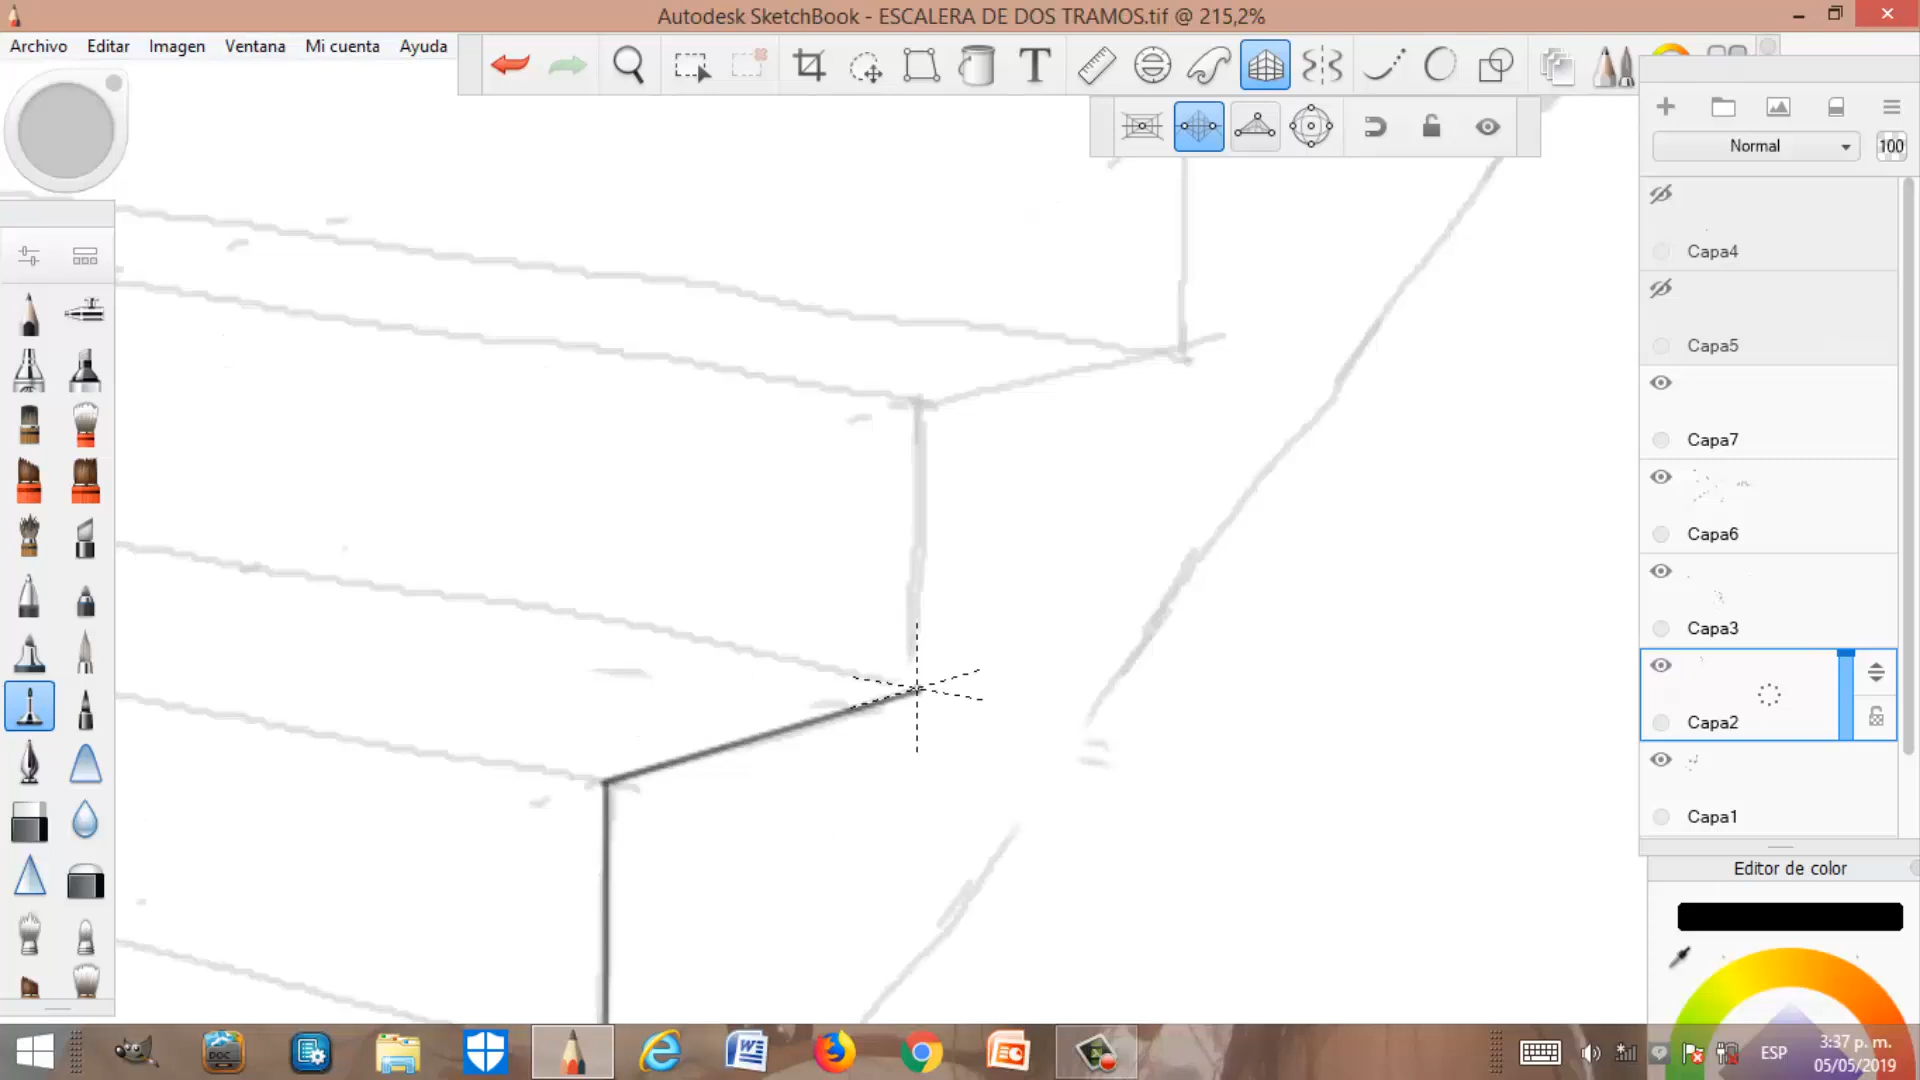 Autodesk SketchBook - ESCALERA DE DOS TRAMOS.tif @ 215,2%
Archivo Editar Imagen Ventana Mi cuenta Ayuda
T
Normal 100
Capa4
Capa5
Capa7
Capa6
Capa3
Capa2
Capa1
Editor de color
DOC
ESP
3:37 p. m.
05/05/2019